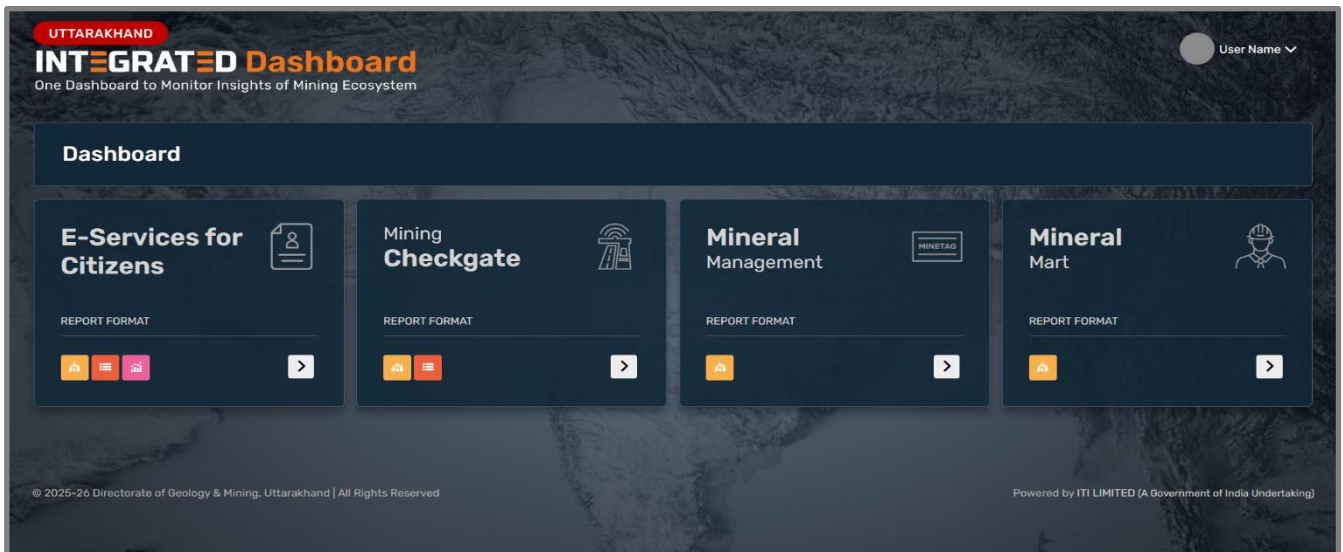 UTTARAKHAND
INTEGRATED Dashboard
One Dashboard to Monitor Insights of Mining Ecosystem
User Name
Dashboard
E-Services for
Citizens
REPORT FORMAT
Mining
Checkgate
REPORT FORMAT
Mineral
Management
MINETAG
REPORT FORMAT
Mineral
Mart
REPORT FORMAT
© 2025-26 Directorate of Geology & Mining, Uttarakhand | All Rights Reserved
Powered by ITI LIMITED (A Government of India Undertaking)